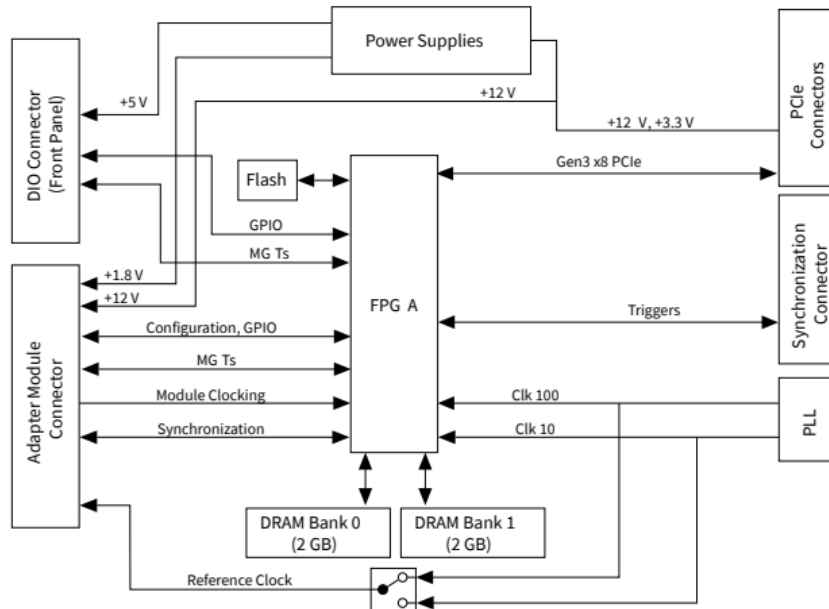 Power Supplies
DIO Connector
(Front Panel)
PCIe
Connectors
+5 V
+12 V
+12 V, +3.3 V
Gen3 x8 PCIe
Flash
GPIO
MG Ts
FPG A
Synchronization
Connector
+1.8 V
+12 V
Triggers
Adapter Module
Connector
Configuration, GPIO
MG Ts
Module Clocking
Clk 100
PLL
Synchronization
Clk 10
DRAM Bank 0
(2 GB)
DRAM Bank 1
(2 GB)
Reference Clock